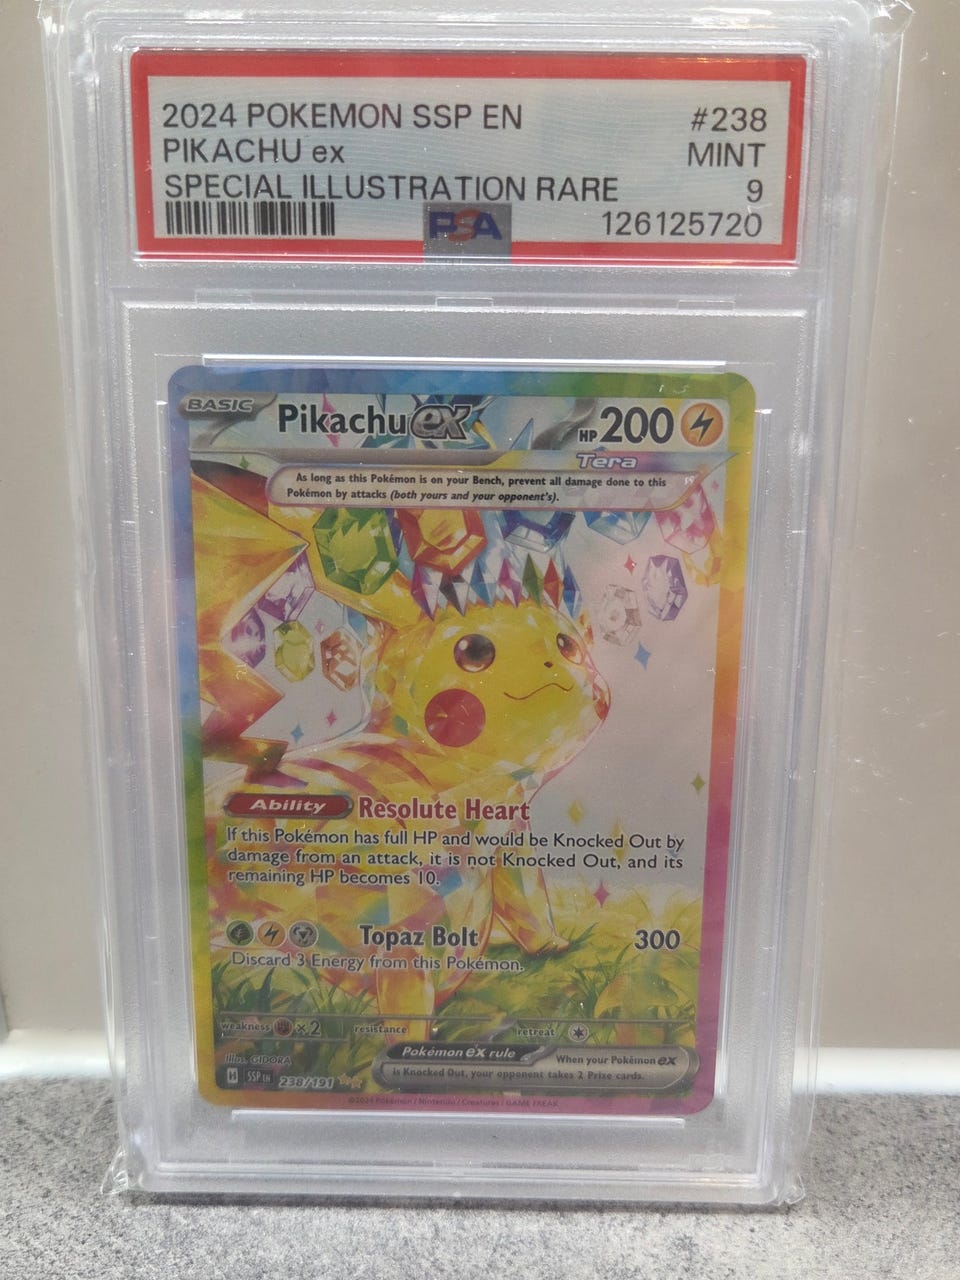 2024 POKEMON SSP EN #238
PIKACHU ex MINT
SPECIAL ILLUSTRATION RARE 9
PSA 126125720
BASIC Pikachu ex HP 200
Tera
As long as this Pokémon is on your Bench, prevent all damage done to this
Pokémon by attacks (both yours and your opponent's).
Ability Resolute Heart
If this Pokémon has full HP and would be Knocked Out by
damage from an attack, it is not Knocked Out, and its
remaining HP becomes 10.
Topaz Bolt 300
Discard 3 Energy from this Pokémon.
weakness ×2 resistance retreat
Illus. GIDORA
Pokémon ex rule When your Pokémon ex
is Knocked Out, your opponent takes 2 Prize cards.
H SSP EN 238/191
©2024 Pokémon / Nintendo / Creatures / GAME FREAK